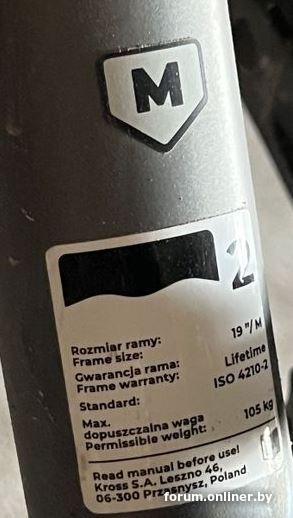 M
2
Rozmiar ramy:
Frame size: 19 "/ M
Gwarancja rama:
Frame warranty: Lifetime
Standard: ISO 4210-2
Max.
dopuszczalna waga
Permissible weight: 105 kg
Read manual before use!
Kross S.A. Leszno 46,
06-300 Przasnysz, Poland
forum.onliner.by